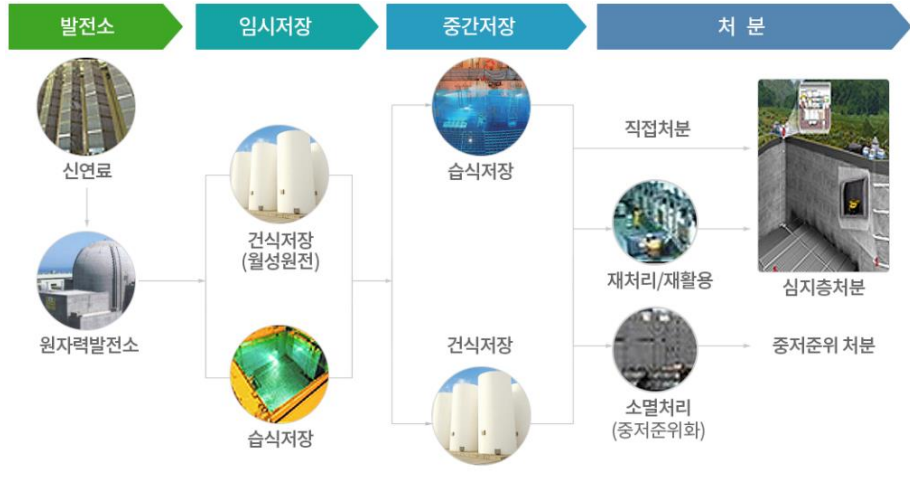 발전소
임시저장
중간저장
처 분
신연료
원자력발전소
건식저장
(월성원전)
습식저장
습식저장
건식저장
직접처분
재처리/재활용
소멸처리
(중저준위화)
심지층처분
중저준위 처분